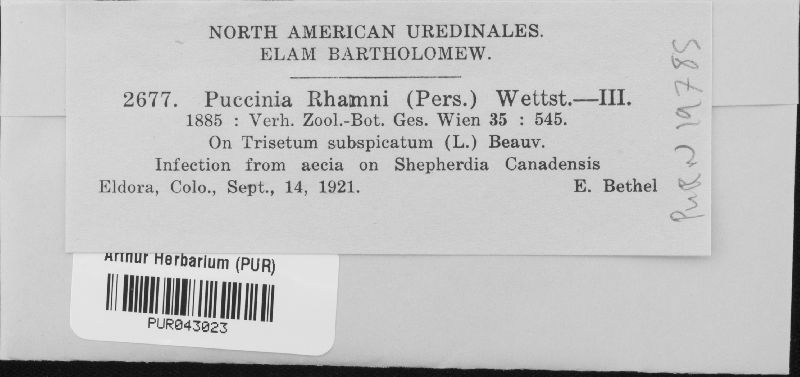 NORTH AMERICAN UREDINALES.
ELAM BARTHOLOMEW.
2677. Puccinia Rhamni (Pers.) Wettst.—III.
1885 : Verh. Zool.-Bot. Ges. Wien 35 : 545.
On Trisetum subspicatum (L.) Beauv.
Infection from aecia on Shepherdia Canadensis
Eldora, Colo., Sept., 14, 1921. E. Bethel
PUR N 19785
Arthur Herbarium (PUR)
PUR043023